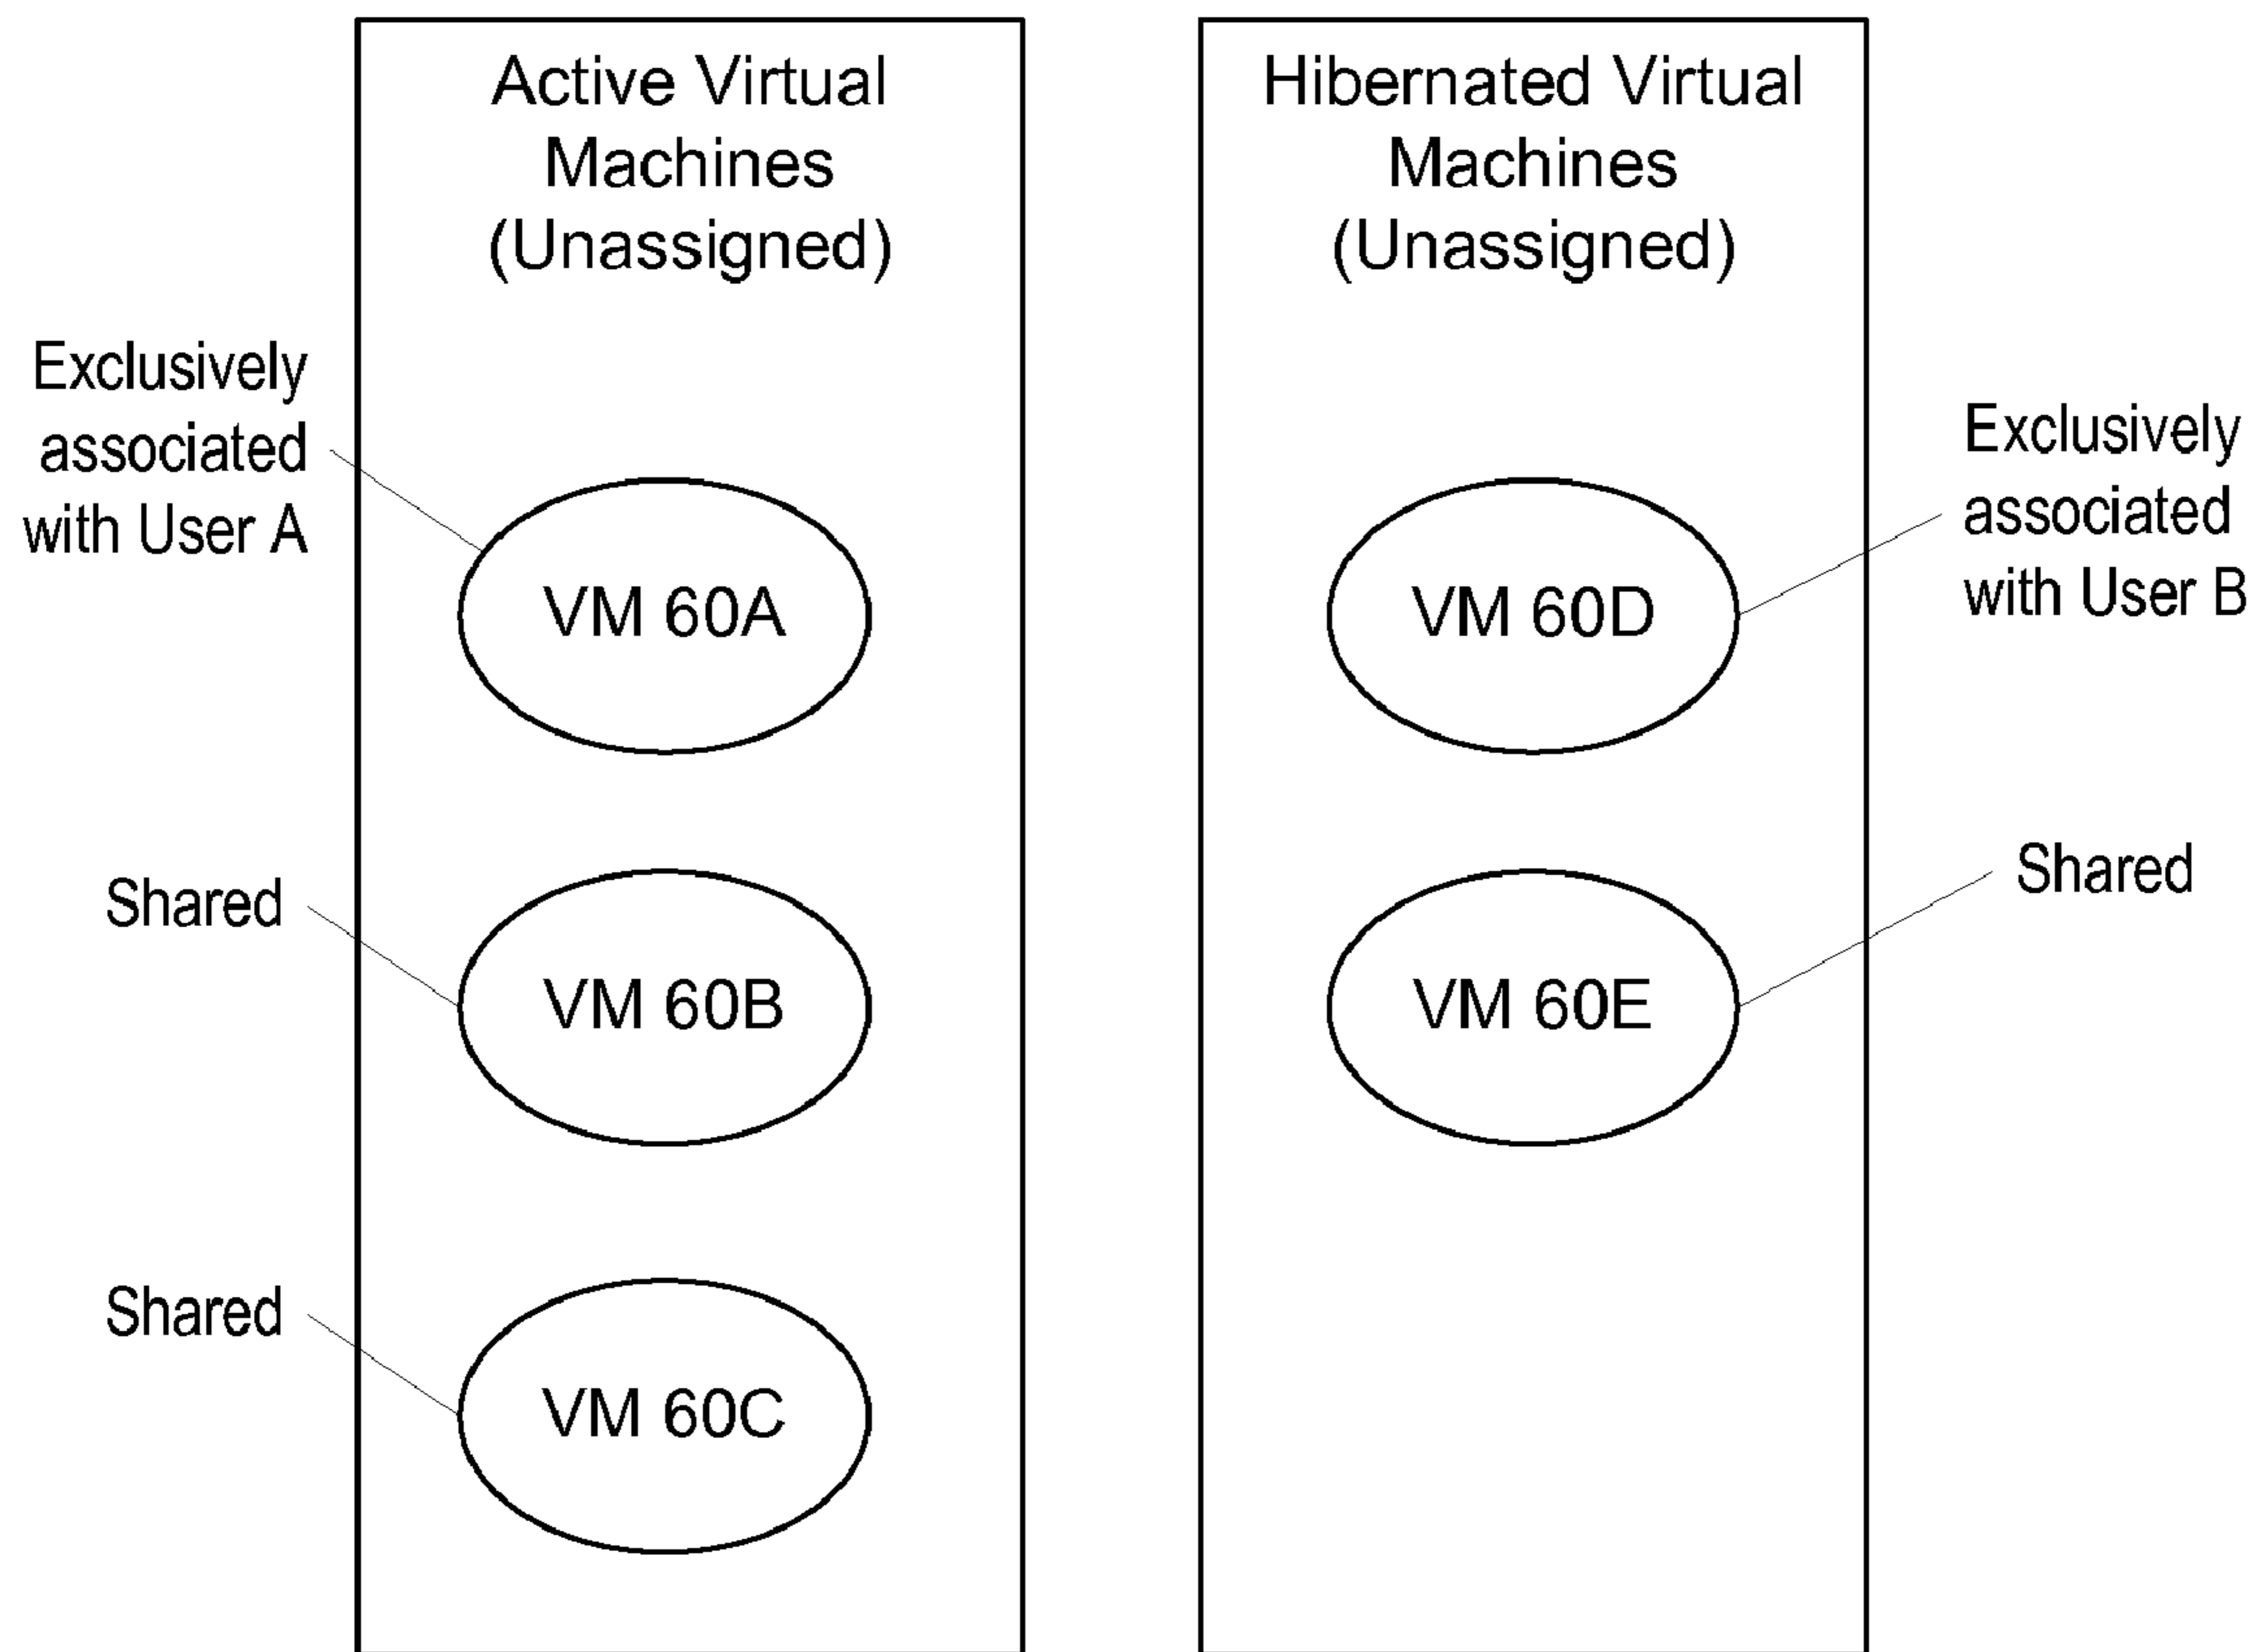 Active Virtual
Machines
(Unassigned)
Exclusively
associated
with User A
VM 60A
Shared
VM 60B
Shared
VM 60C
Hibernated Virtual
Machines
(Unassigned)
Exclusively
associated
with User B
VM 60D
Shared
VM 60E